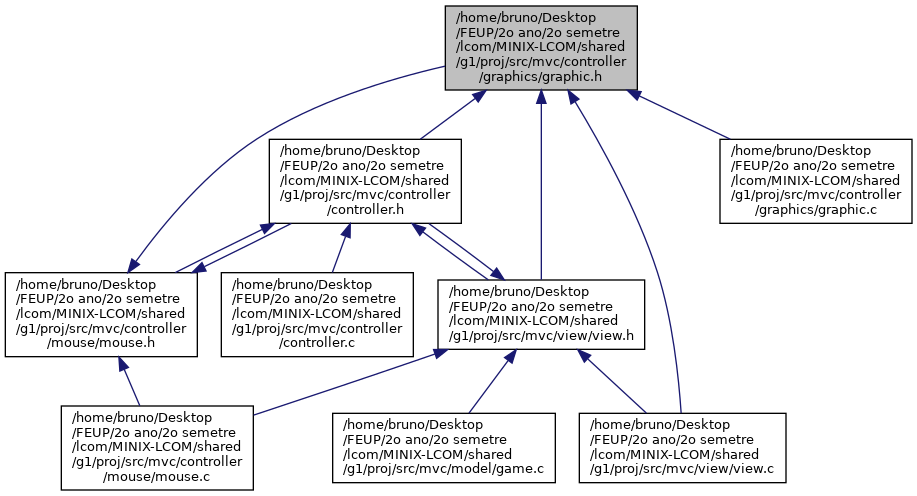 /home/bruno/Desktop
/FEUP/2o ano/2o semetre
/lcom/MINIX-LCOM/shared
/g1/proj/src/mvc/controller
/graphics/graphic.h
/home/bruno/Desktop
/FEUP/2o ano/2o semetre
/lcom/MINIX-LCOM/shared
/g1/proj/src/mvc/controller
/controller.h
/home/bruno/Desktop
/FEUP/2o ano/2o semetre
/lcom/MINIX-LCOM/shared
/g1/proj/src/mvc/controller
/graphics/graphic.c
/home/bruno/Desktop
/FEUP/2o ano/2o semetre
/lcom/MINIX-LCOM/shared
/g1/proj/src/mvc/controller
/mouse/mouse.h
/home/bruno/Desktop
/FEUP/2o ano/2o semetre
/lcom/MINIX-LCOM/shared
/g1/proj/src/mvc/controller
/controller.c
/home/bruno/Desktop
/FEUP/2o ano/2o semetre
/lcom/MINIX-LCOM/shared
/g1/proj/src/mvc/view/view.h
/home/bruno/Desktop
/FEUP/2o ano/2o semetre
/lcom/MINIX-LCOM/shared
/g1/proj/src/mvc/controller
/mouse/mouse.c
/home/bruno/Desktop
/FEUP/2o ano/2o semetre
/lcom/MINIX-LCOM/shared
/g1/proj/src/mvc/model/game.c
/home/bruno/Desktop
/FEUP/2o ano/2o semetre
/lcom/MINIX-LCOM/shared
/g1/proj/src/mvc/view/view.c